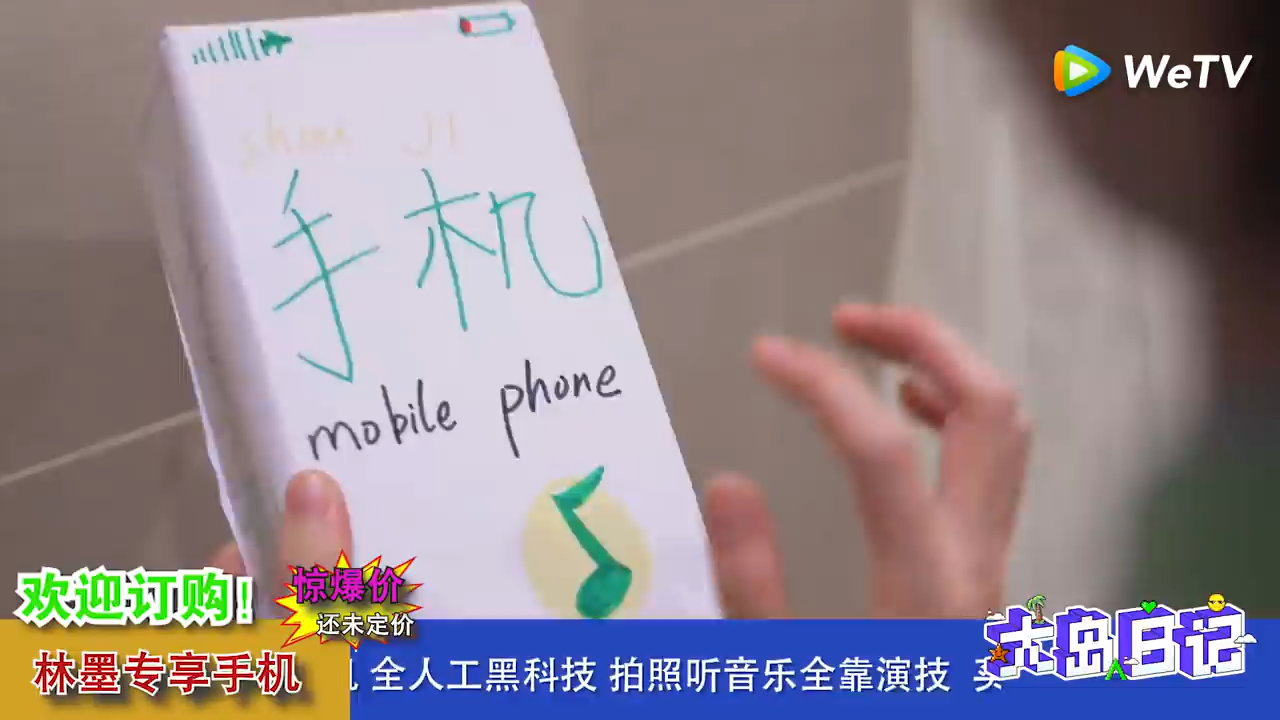 WeTV
shou ji
手机
mobile phone
欢迎订购!
惊爆价
还未定价
林墨专享手机
全人工黑科技 拍照听音乐全靠演技
大岛日记